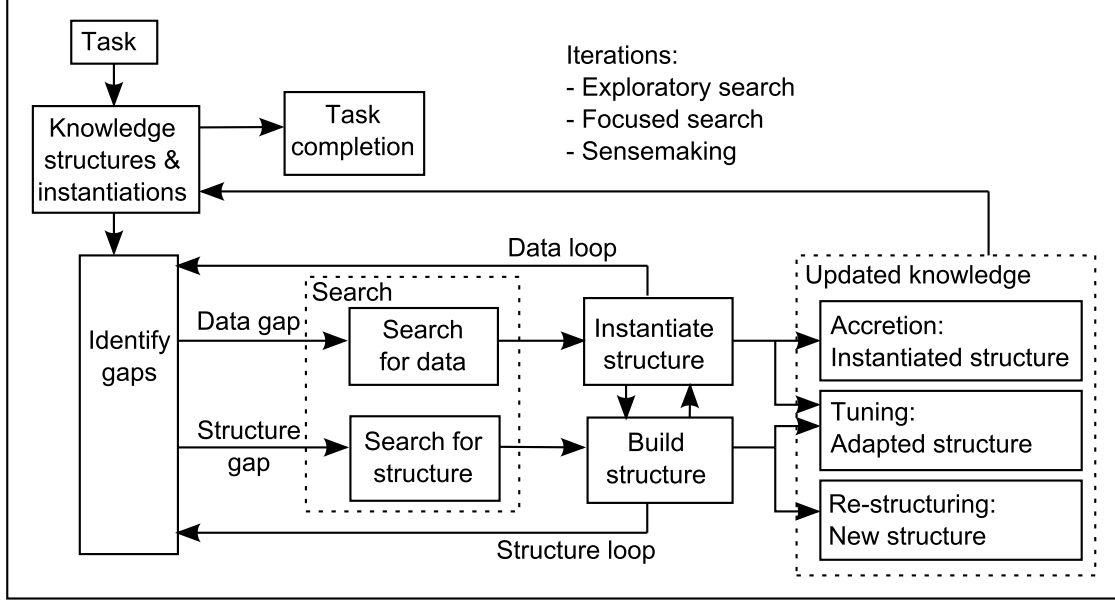 Task
Iterations:
- Exploratory search
- Focused search
- Sensemaking
Knowledge
structures &
instantiations
Task
completion
Data loop
Updated knowledge
Search
Identify
gaps
Data gap
Search
for data
Instantiate
structure
Accretion:
Instantiated structure
Structure
gap
Search for
structure
Build
structure
Tuning:
Adapted structure
Re-structuring:
New structure
Structure loop